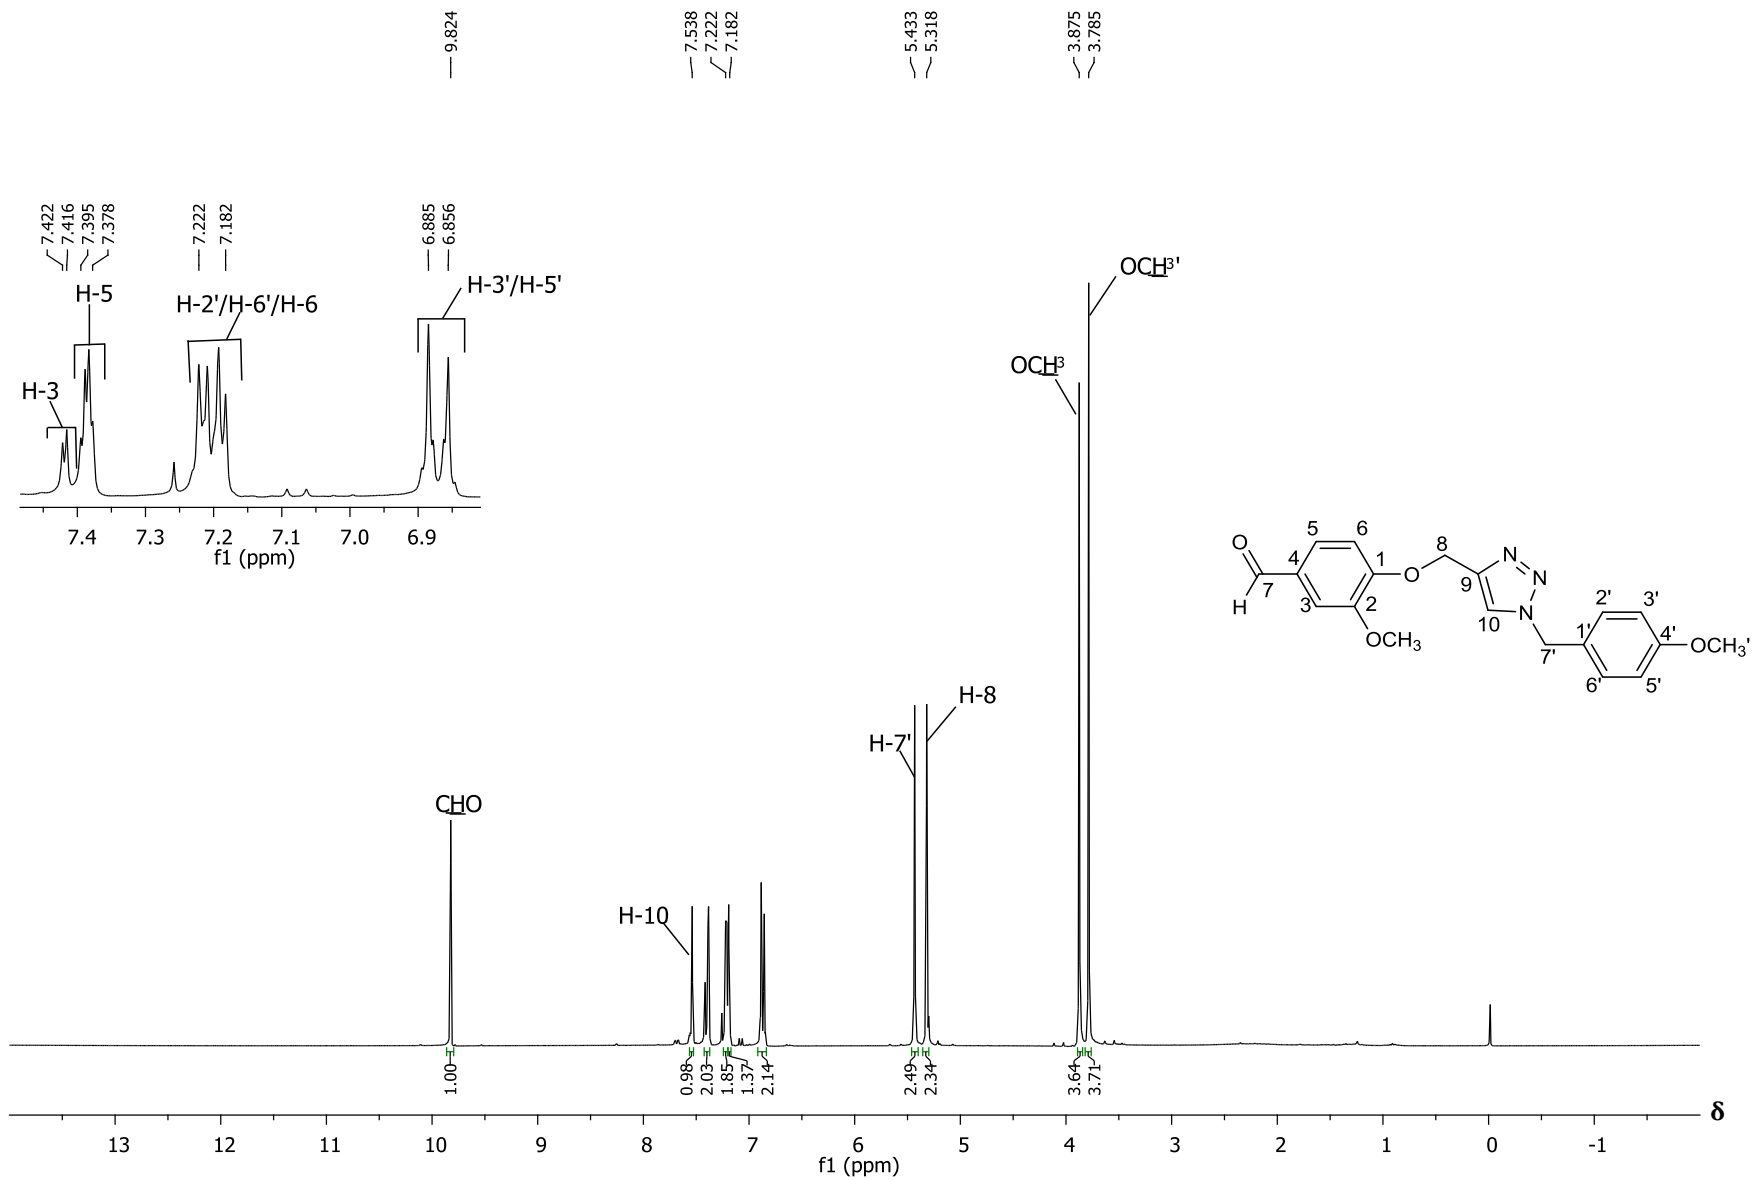 9.824
7.538
7.222
7.182
5.433
5.318
3.875
3.785
7.422
7.416
7.395
7.378
7.222
7.182
6.885
6.856
H-3
H-5
H-2'/H-6'/H-6
H-3'/H-5'
7.4 7.3 7.2 7.1 7.0 6.9
f1 (ppm)
OCH3'
OCH3
H-8
H-7'
CHO
H-10
O
H
7
4
5
6
3
2
1
OCH3
O
8
9
10
N
N
N
7'
1'
2'
3'
4'
5'
6'
OCH3'
1.00
0.98
2.03
1.85
1.37
2.14
2.49
2.34
3.64
3.71
13 12 11 10 9 8 7 6 5 4 3 2 1 0 -1
δ
f1 (ppm)